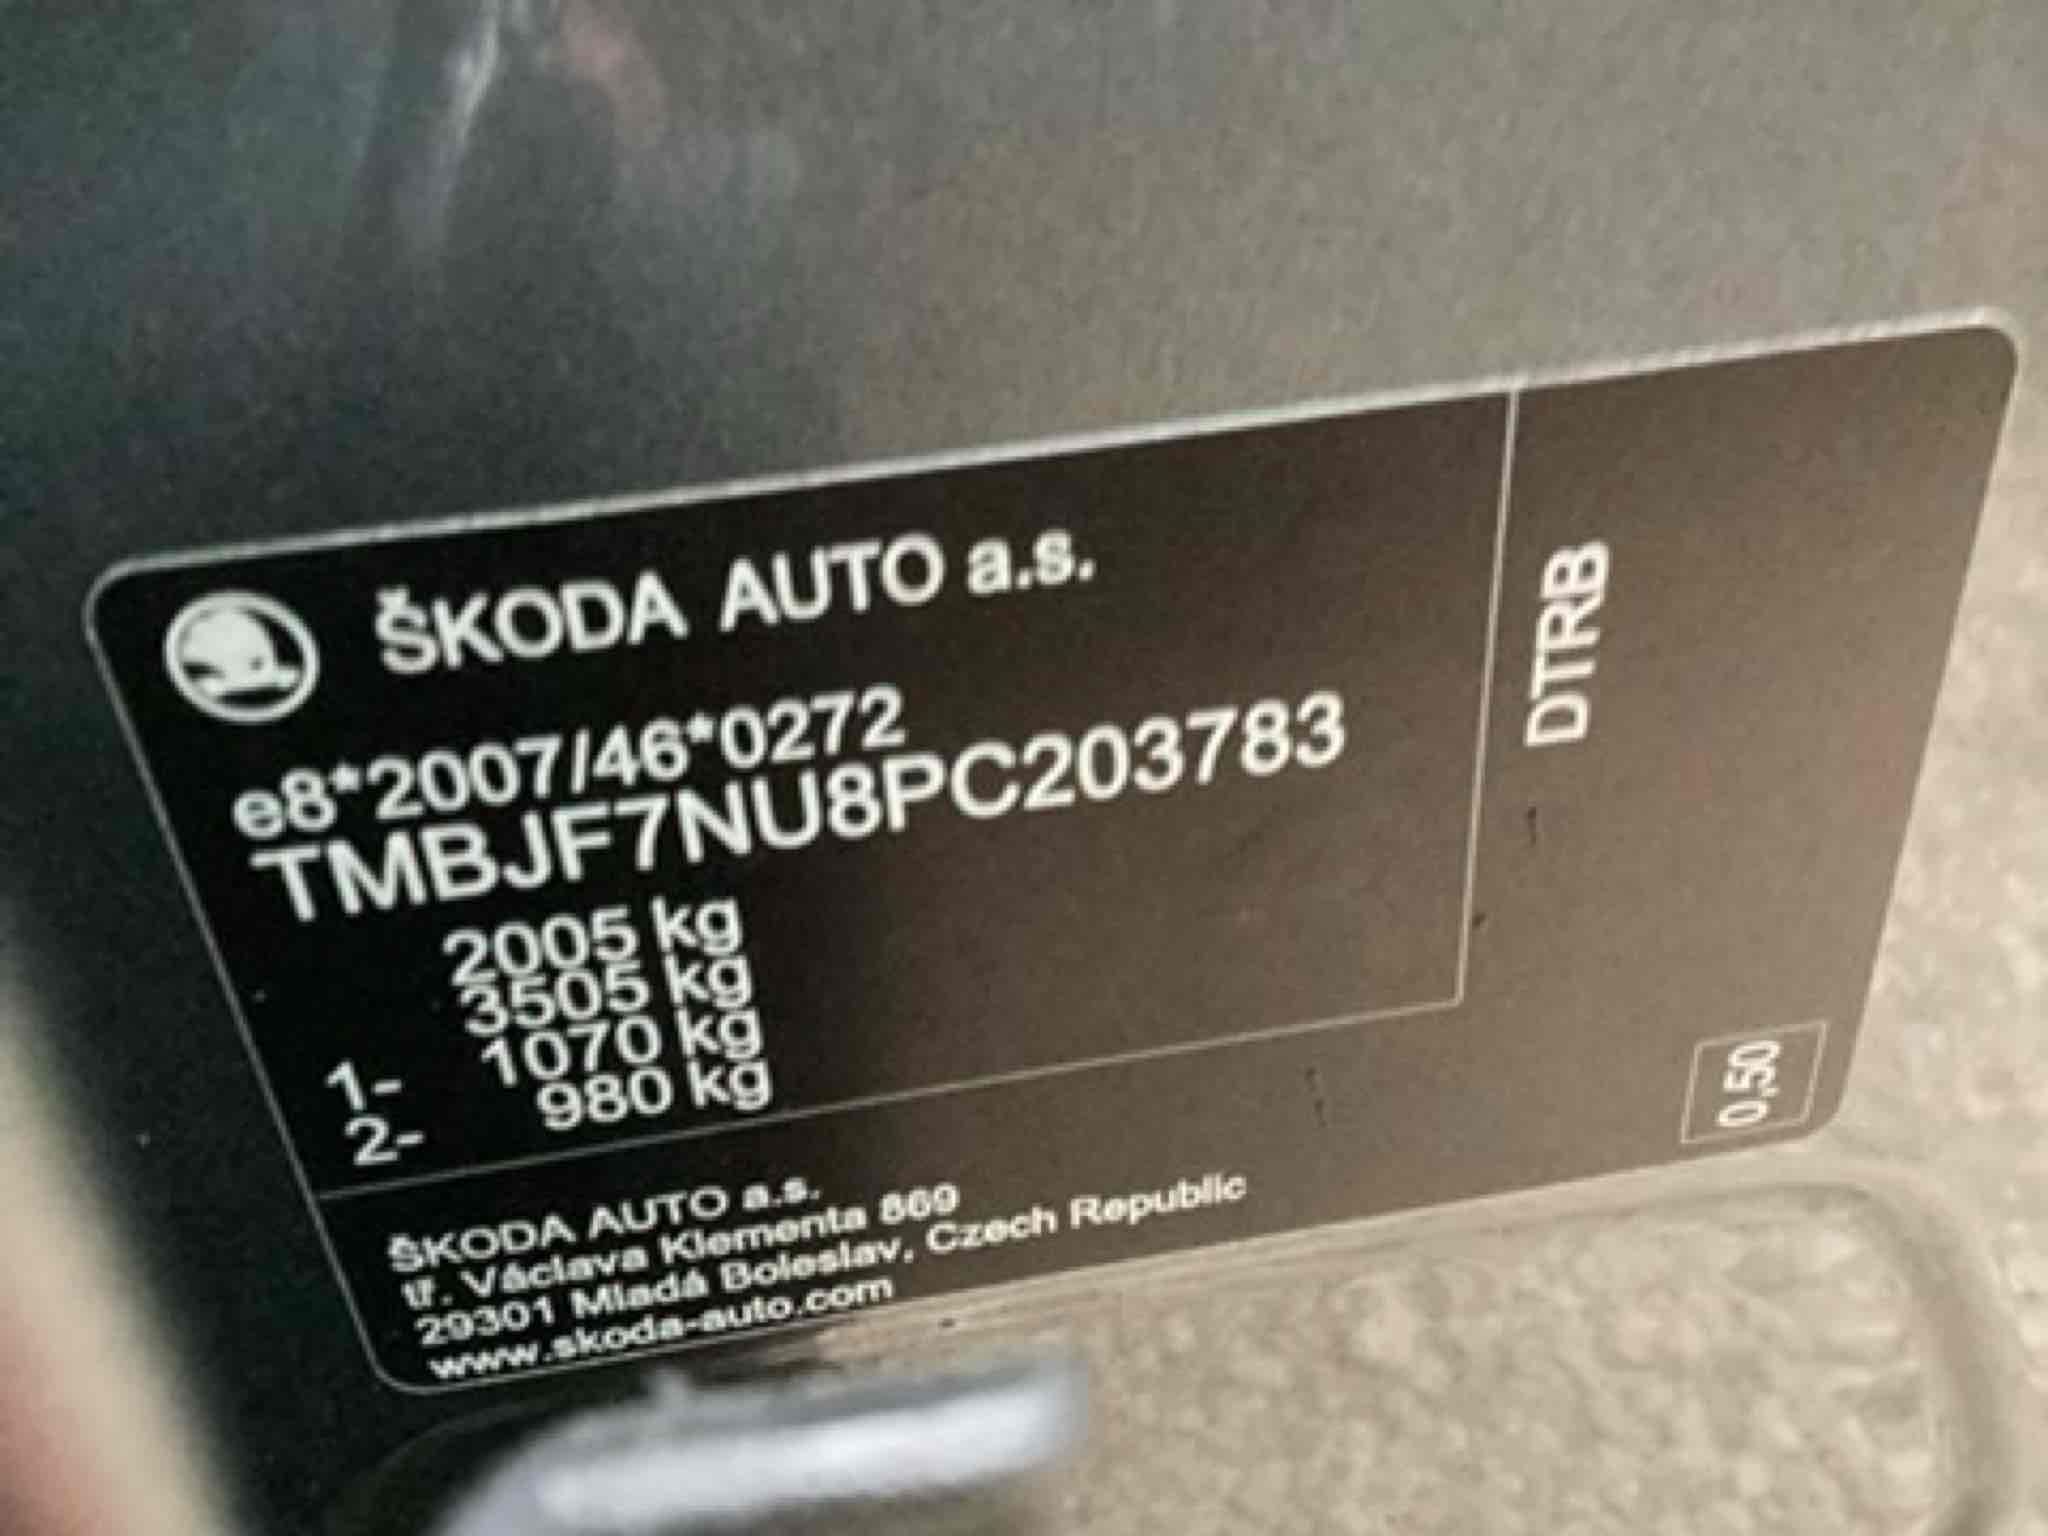 ŠKODA AUTO a.s.
e8*2007/46*0272
TMBJF7NU8PC203783
2005 kg
3505 kg
1- 1070 kg
2- 980 kg
ŠKODA AUTO a.s.
tř. Václava Klementa 869
29301 Mladá Boleslav, Czech Republic
www.skoda-auto.com
DTRB
0,50